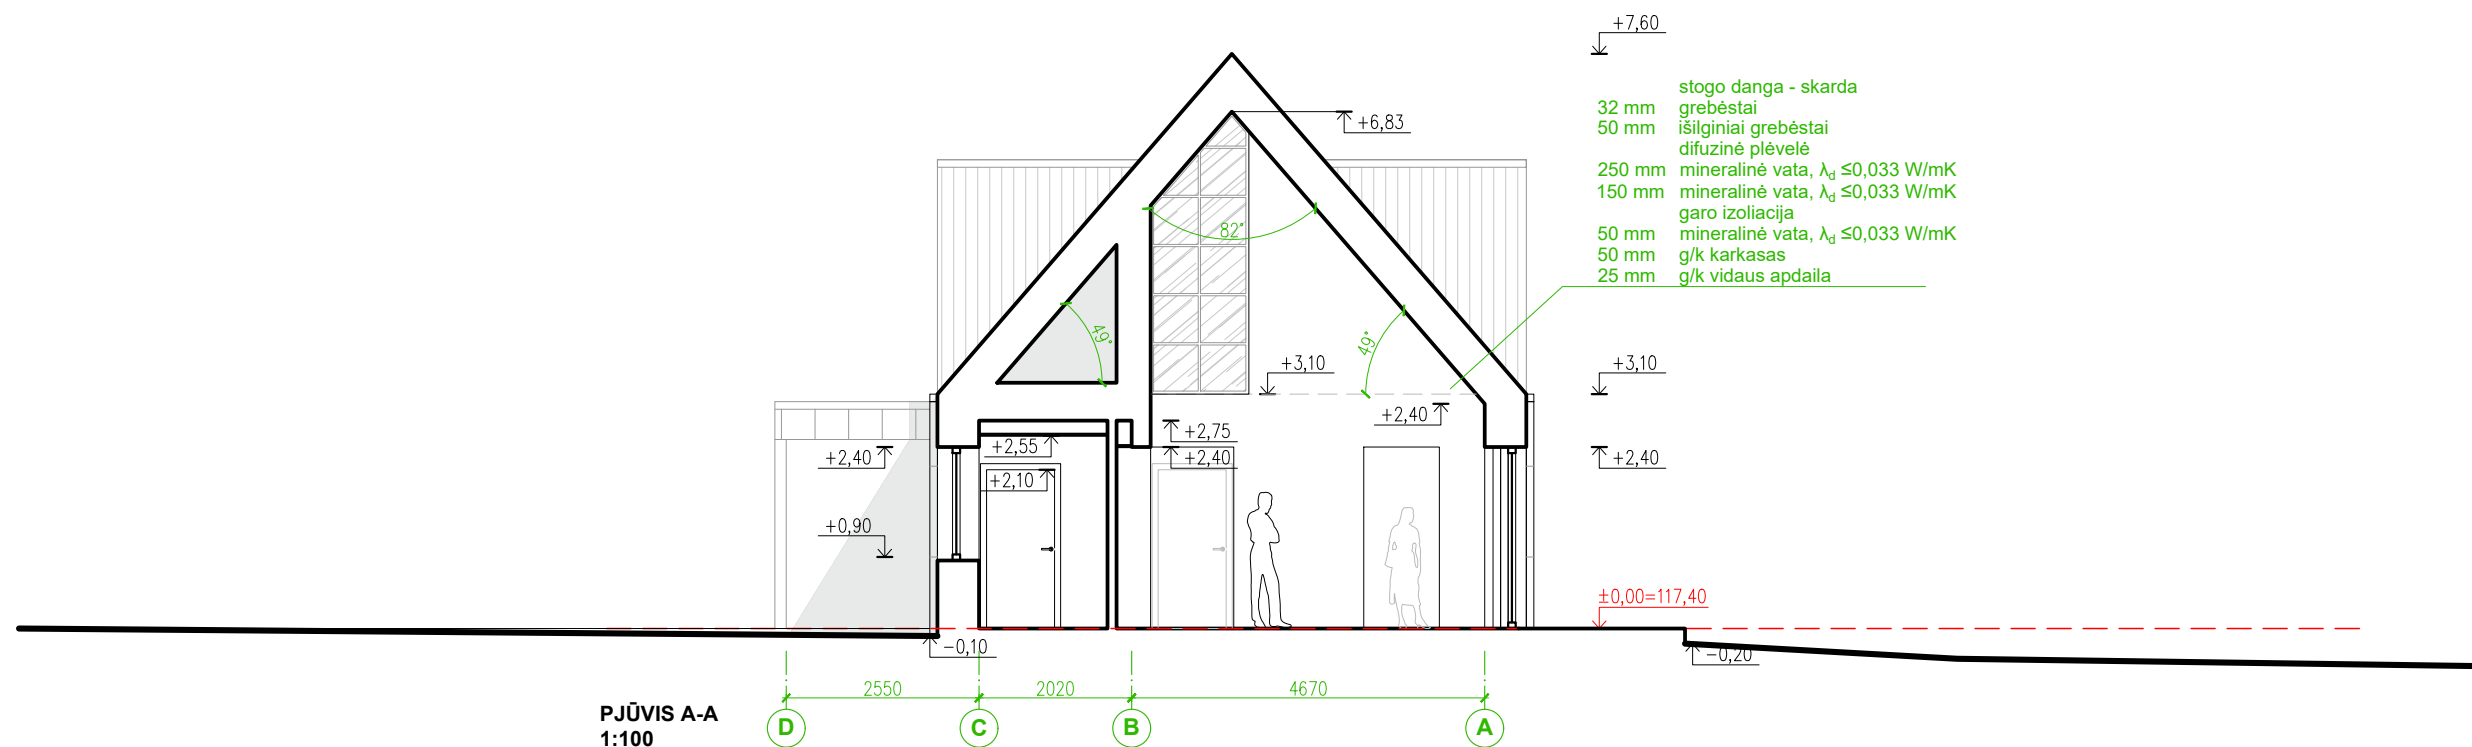 +7,60
stogo danga - skarda
32 mm grebėstai
50 mm išilginiai grebėstai
difuzinė plėvelė
250 mm mineralinė vata, λd ≤0,033 W/mK
150 mm mineralinė vata, λd ≤0,033 W/mK
garo izoliacija
50 mm mineralinė vata, λd ≤0,033 W/mK
50 mm g/k karkasas
25 mm g/k vidaus apdaila
+6,83
82°
49°
49°
+3,10
+3,10
+2,40
+2,75
+2,55
+2,40
+2,40
+2,40
+2,10
+0,90
±0,00=117,40
-0,10
-0,20
2550
2020
4670
D
C
B
A
PJŪVIS A-A
1:100